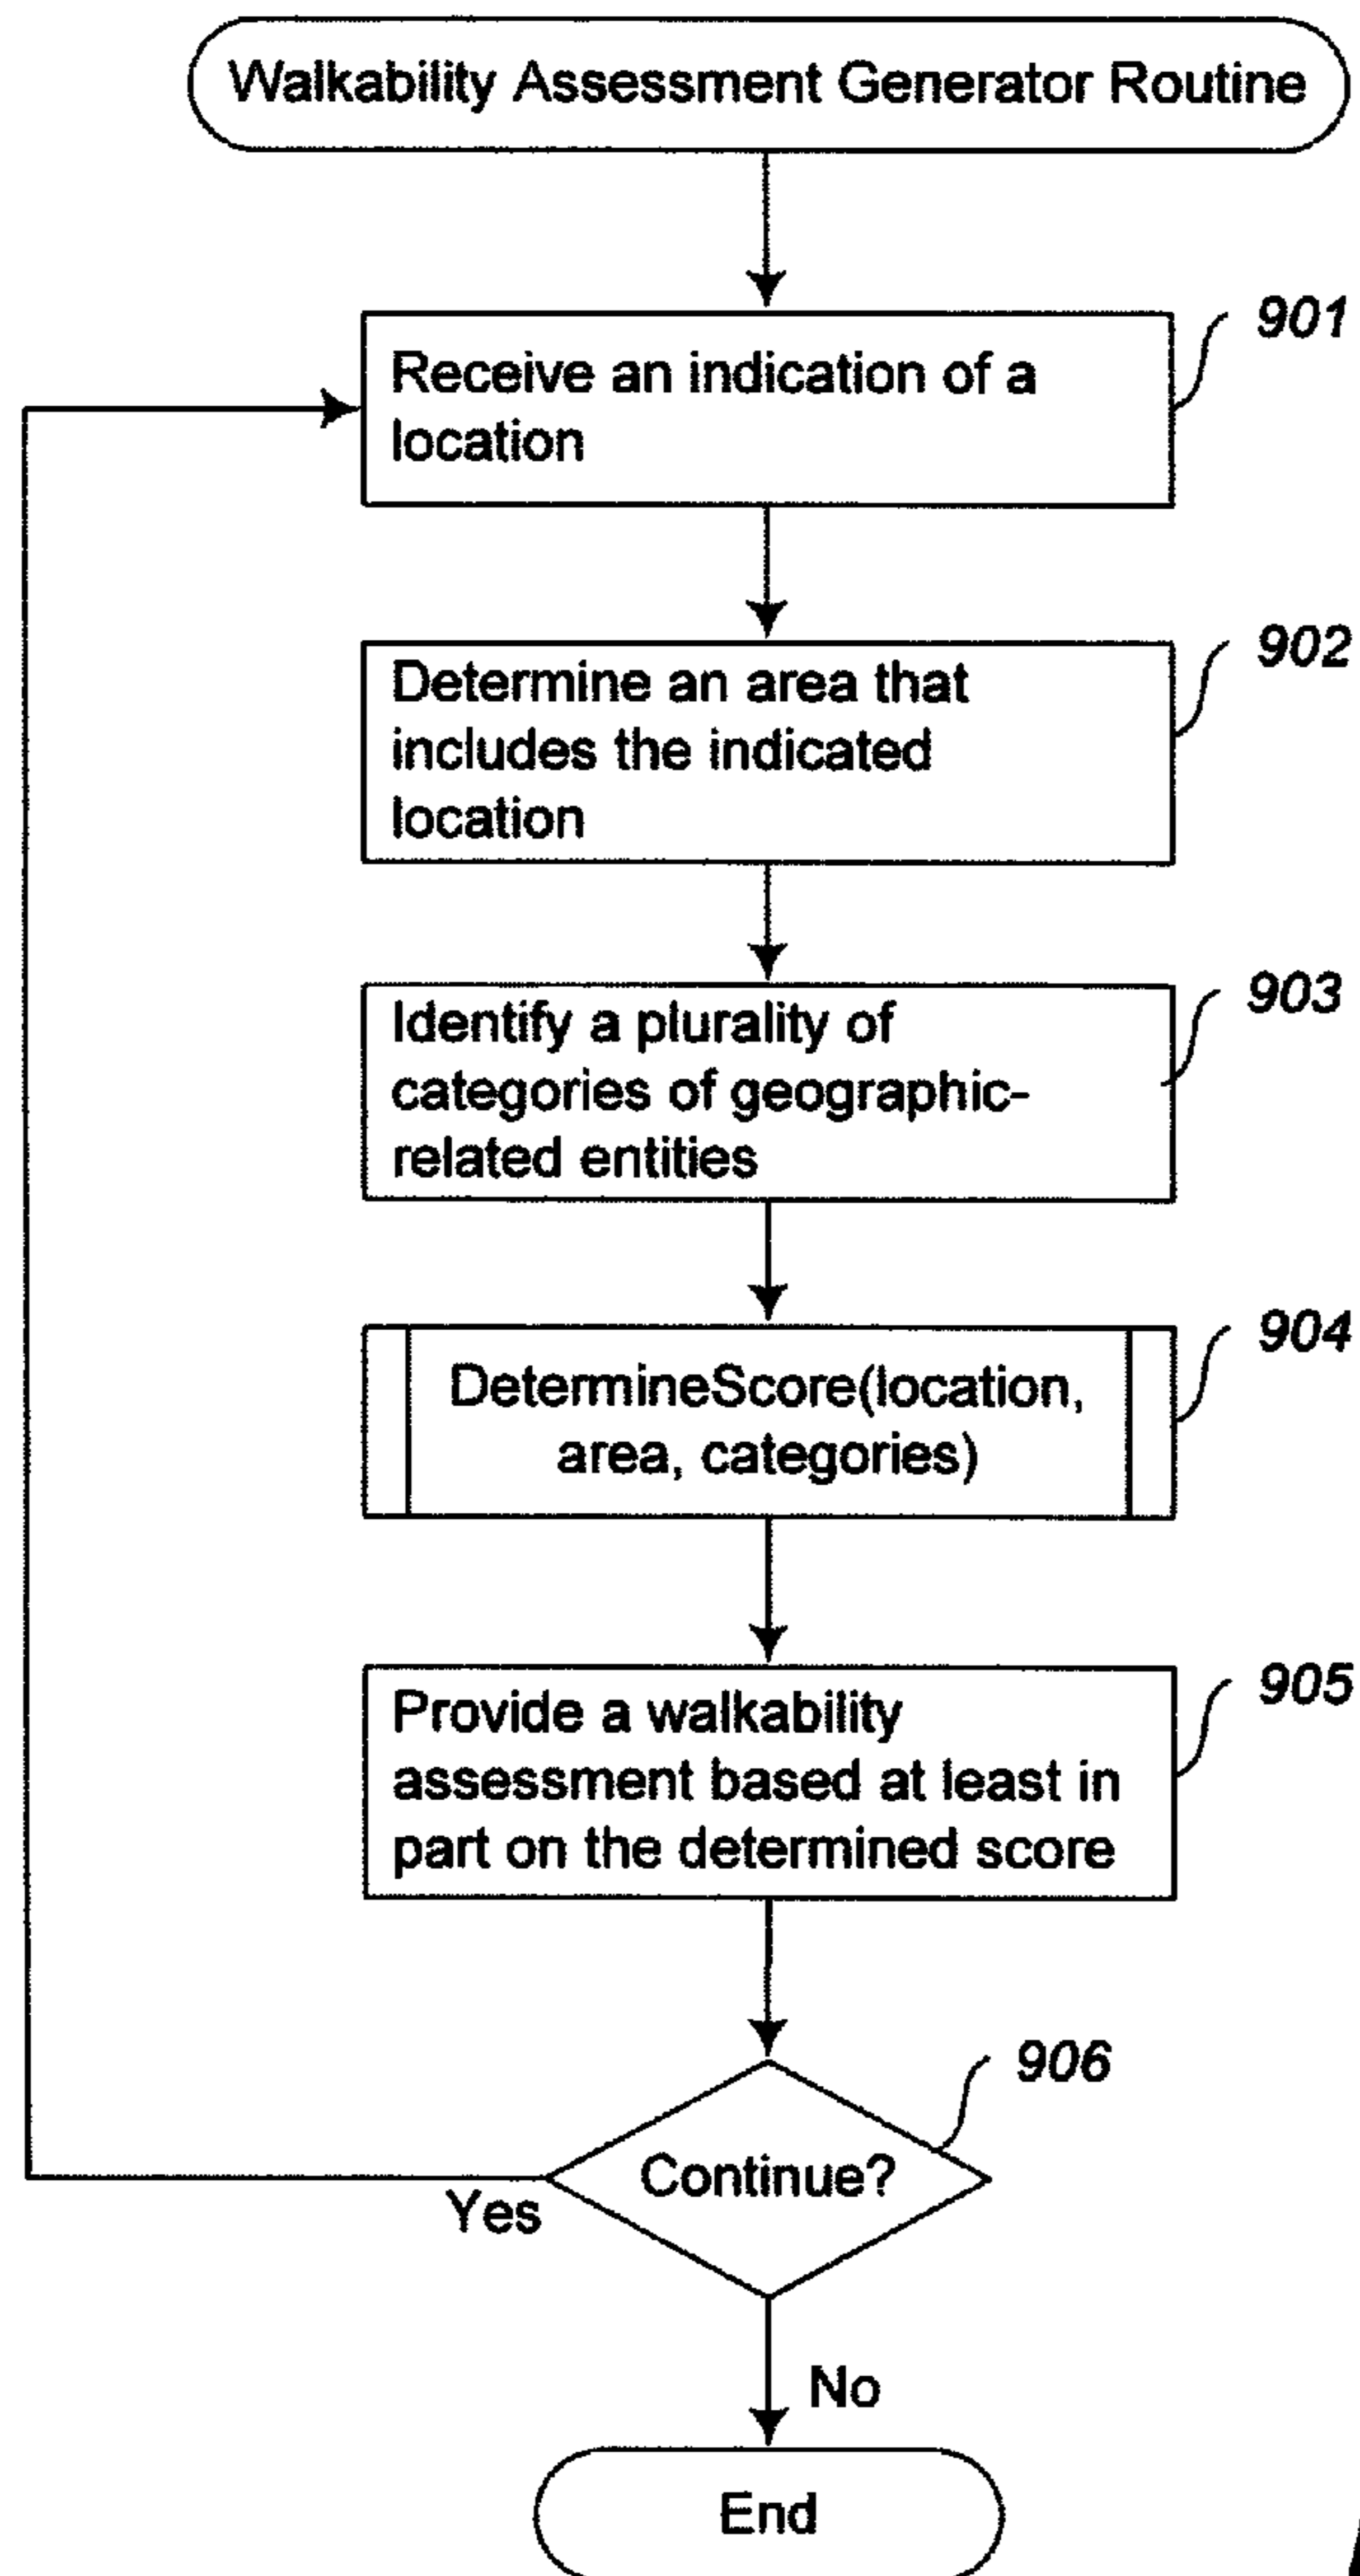 Walkability Assessment Generator Routine
901
Receive an indication of a
location
902
Determine an area that
includes the indicated
location
903
Identify a plurality of
categories of geographic-
related entities
904
DetermineScore(location,
area, categories)
905
Provide a walkability
assessment based at least in
part on the determined score
906
Continue?
Yes
No
End